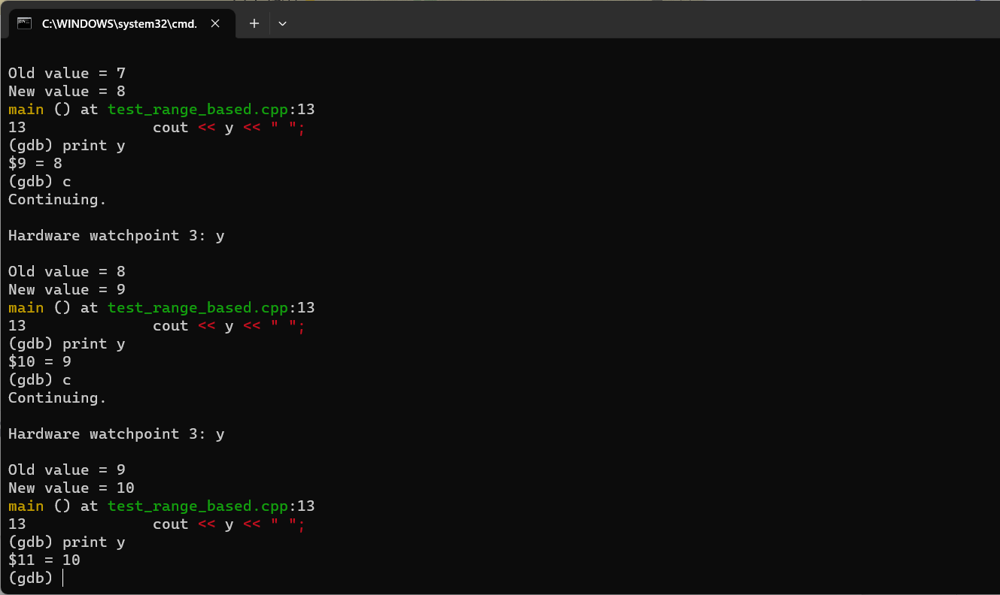 C:\WINDOWS\system32\cmd.
Old value = 7
New value = 8
main () at test_range_based.cpp:13
13              cout << y << " ";
(gdb) print y
$9 = 8
(gdb) c
Continuing.
Hardware watchpoint 3: y
Old value = 8
New value = 9
main () at test_range_based.cpp:13
13              cout << y << " ";
(gdb) print y
$10 = 9
(gdb) c
Continuing.
Hardware watchpoint 3: y
Old value = 9
New value = 10
main () at test_range_based.cpp:13
13              cout << y << " ";
(gdb) print y
$11 = 10
(gdb)